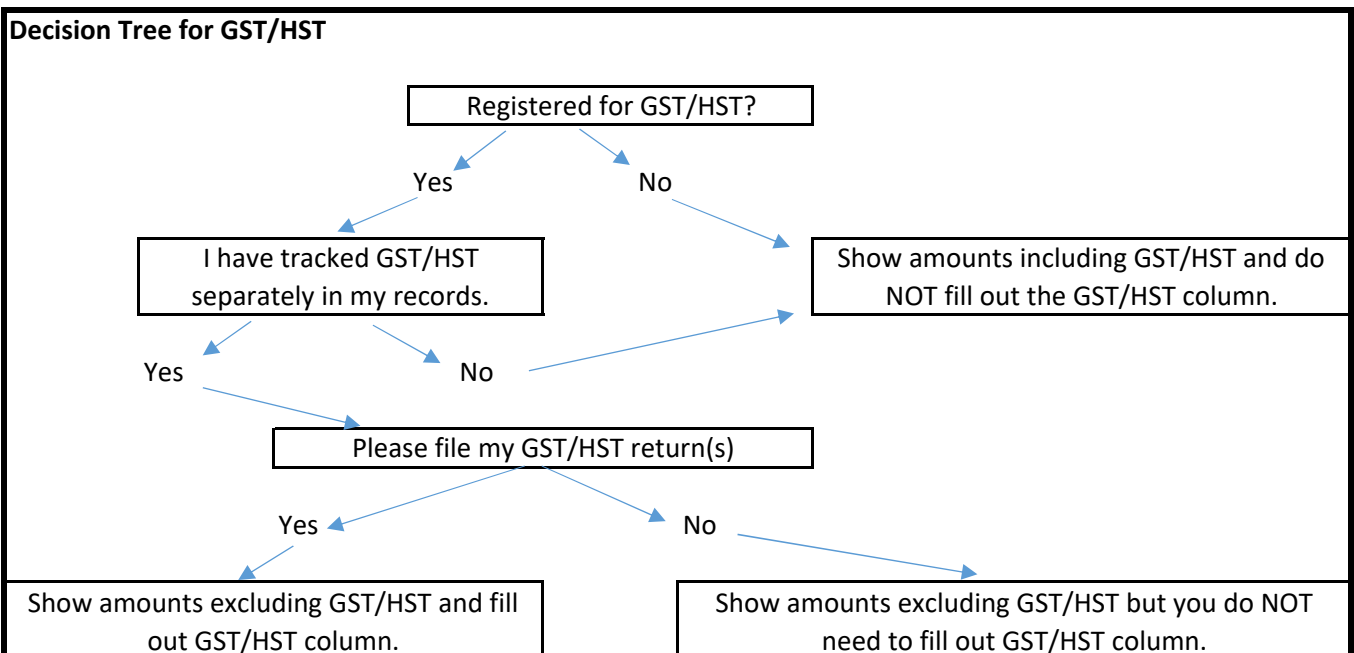 Decision Tree for GST/HST
Registered for GST/HST?
Yes
No
I have tracked GST/HST
separately in my records.
Show amounts including GST/HST and do
NOT fill out the GST/HST column.
Yes
No
Please file my GST/HST return(s)
Yes
No
Show amounts excluding GST/HST and fill
out GST/HST column.
Show amounts excluding GST/HST but you do NOT
need to fill out GST/HST column.